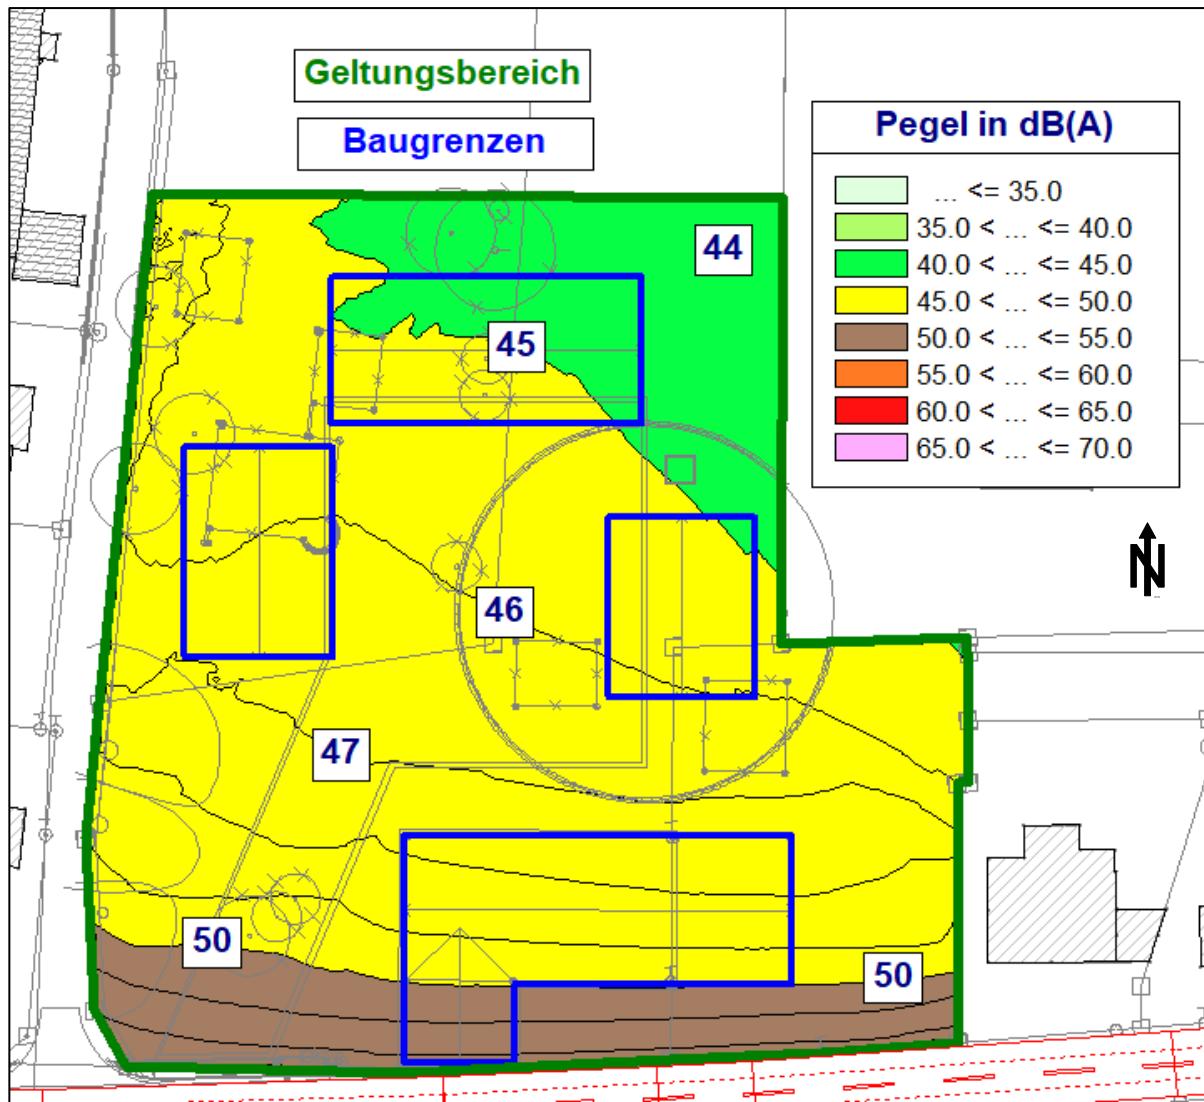 Geltungsbereich
Baugrenzen
Pegel in dB(A)
... <= 35.0
35.0 < ... <= 40.0
40.0 < ... <= 45.0
45.0 < ... <= 50.0
50.0 < ... <= 55.0
55.0 < ... <= 60.0
60.0 < ... <= 65.0
65.0 < ... <= 70.0
44
45
N
46
47
50
50